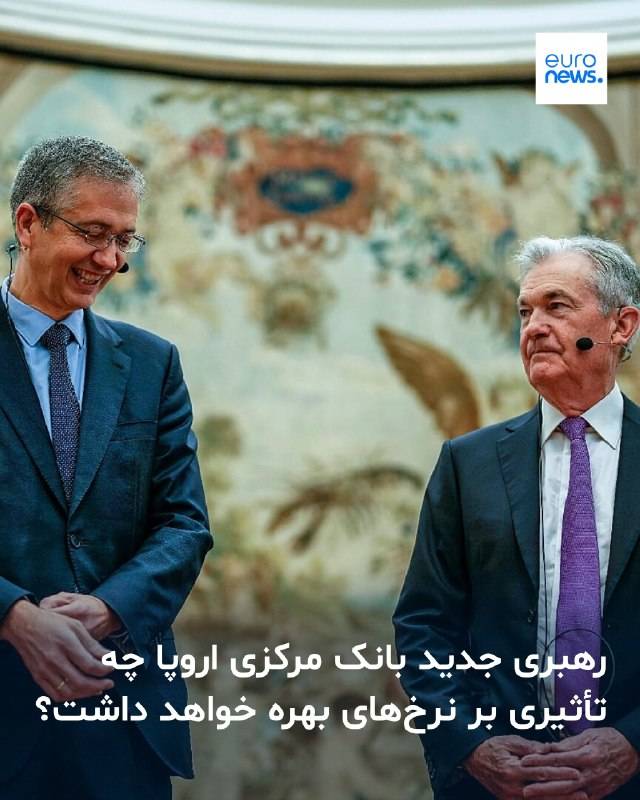 euro
news.
رهبری جدید بانک مرکزی اروپا چه
تأثیری بر نرخ‌های بهره خواهد داشت؟